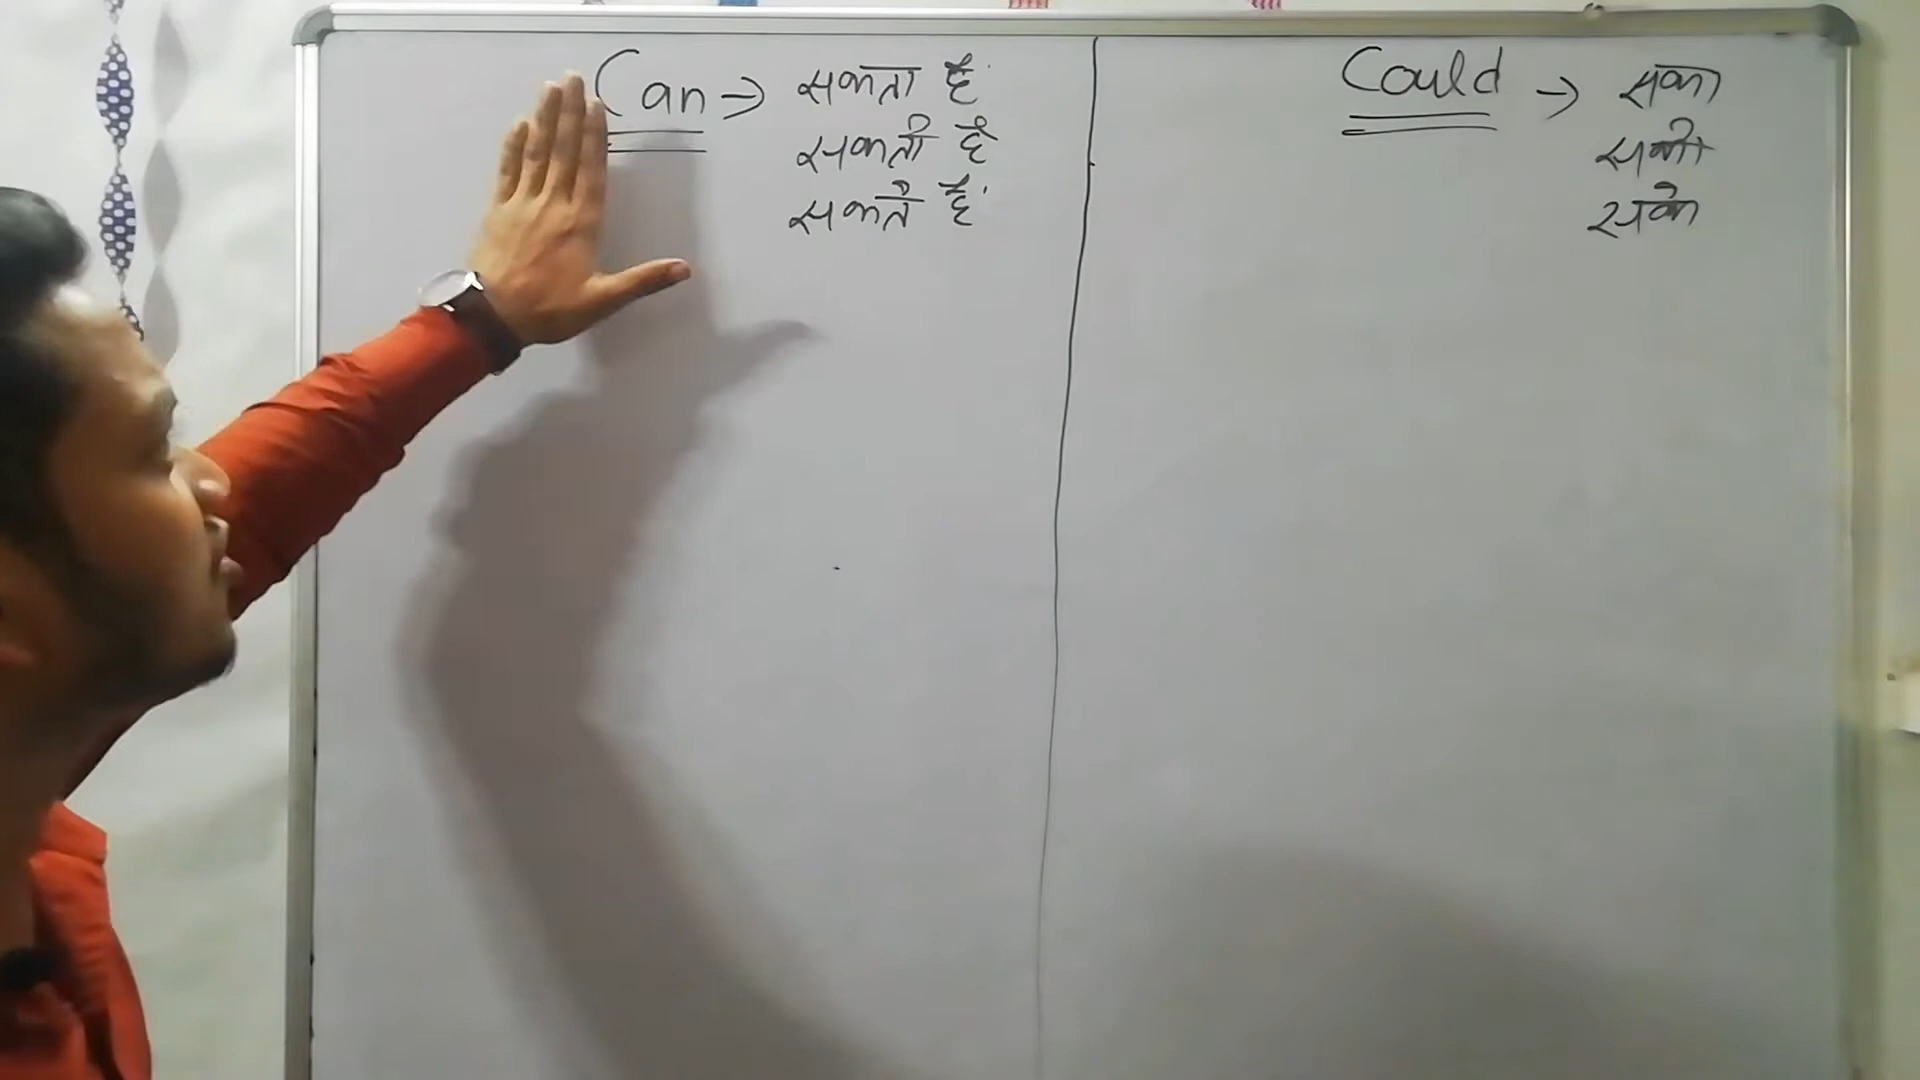 Can → सकता है
सकती है
सकते हैं
Could → सका
सकी
सके